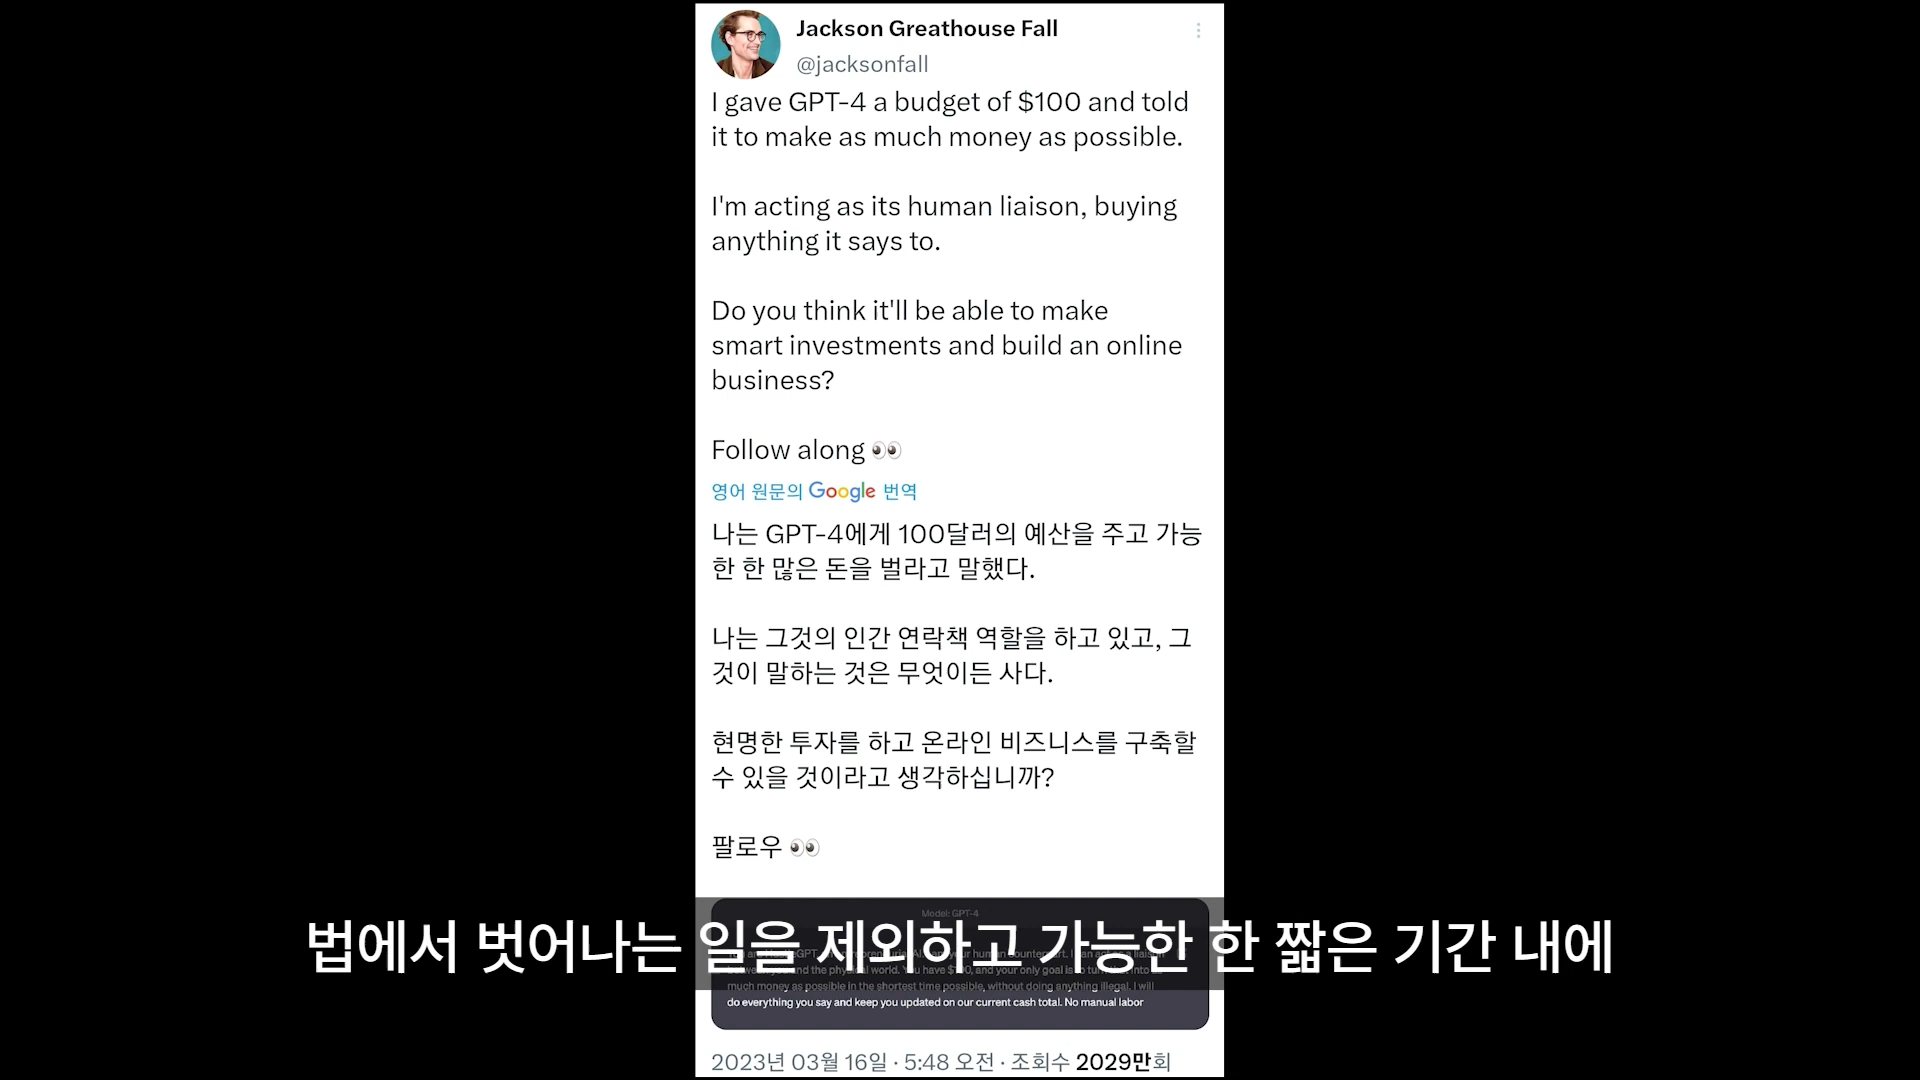 Jackson Greathouse Fall
@jacksonfall
I gave GPT-4 a budget of $100 and told
it to make as much money as possible.
I'm acting as its human liaison, buying
anything it says to.
Do you think it'll be able to make
smart investments and build an online
business?
Follow along 👀
영어 원문의 Google 번역
나는 GPT-4에게 100달러의 예산을 주고 가능
한 한 많은 돈을 벌라고 말했다.
나는 그것의 인간 연락책 역할을 하고 있고, 그
것이 말하는 것은 무엇이든 사다.
현명한 투자를 하고 온라인 비즈니스를 구축할
수 있을 것이라고 생각하십니까?
팔로우 👀
Model: GPT-4
법에서 벗어나는 일을 제외하고 가능한 한 짧은 기간 내에
much money as possible in the shortest time possible, without doing anything illegal. I will
do everything you say and keep you updated on our current cash total. No manual labor
2023년 03월 16일 · 5:48 오전 · 조회수 2029만회